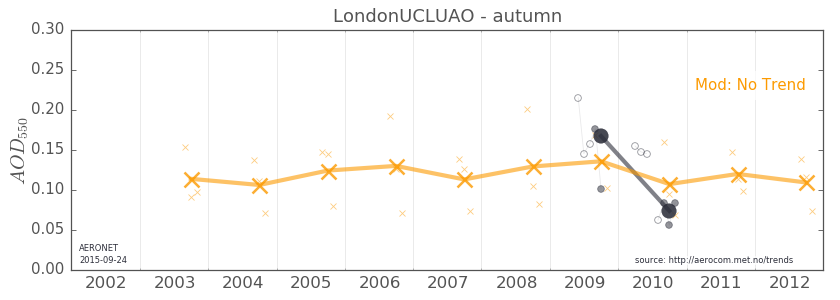 LondonUCLUAO - autumn
0.30
0.25
0.20
0.15
0.10
0.05
0.00
AOD550
Mod: No Trend
AERONET
2015-09-24
source: http://aerocom.met.no/trends
2002 2003 2004 2005 2006 2007 2008 2009 2010 2011 2012